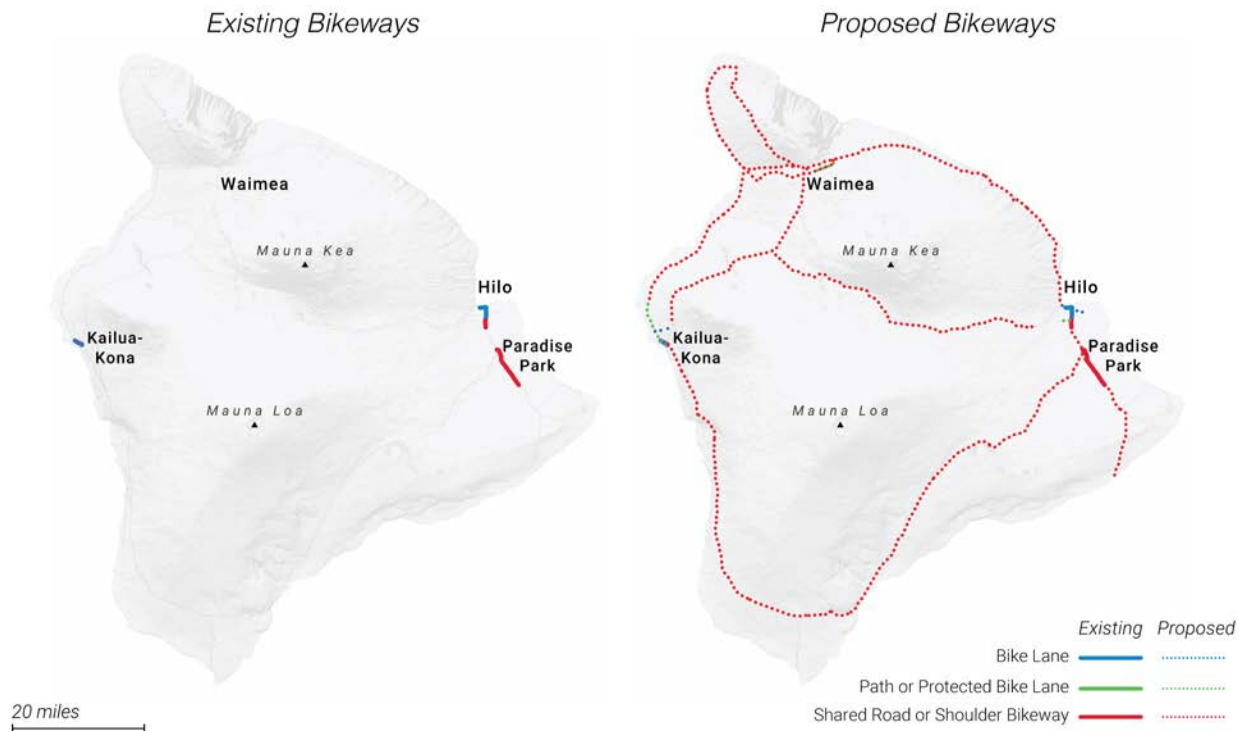 Existing Bikeways
Waimea
Mauna Kea
Hilo
Kailua-
Kona
Paradise
Park
Mauna Loa
20 miles
Proposed Bikeways
Waimea
Mauna Kea
Hilo
Kailua-
Kona
Paradise
Park
Mauna Loa
Existing Proposed
Bike Lane
Path or Protected Bike Lane
Shared Road or Shoulder Bikeway